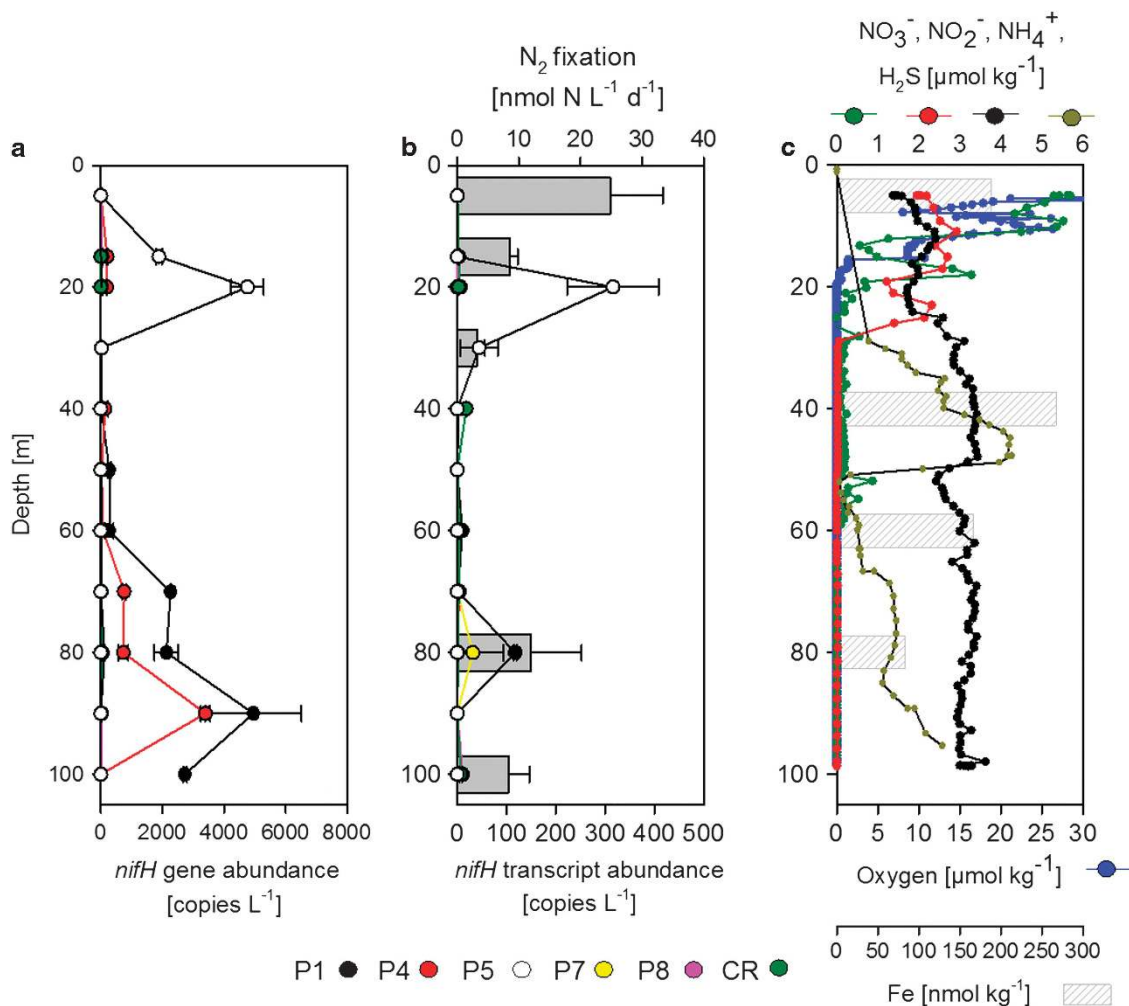 NO₃⁻, NO₂⁻, NH₄⁺,
H₂S [µmol kg⁻¹]
N₂ fixation
[nmol N L⁻¹ d⁻¹]
a
b
c
0 10 20 30 40
0 1 2 3 4 5 6
0
20
40
60
80
100
Depth [m]
0
20
40
60
80
100
0
20
40
60
80
100
0 2000 4000 6000 8000
nifH gene abundance
[copies L⁻¹]
0 100 200 300 400 500
nifH transcript abundance
[copies L⁻¹]
0 5 10 15 20 25 30
Oxygen [µmol kg⁻¹]
0 50 100 150 200 250 300
Fe [nmol kg⁻¹]
P1 P4 P5 P7 P8 CR